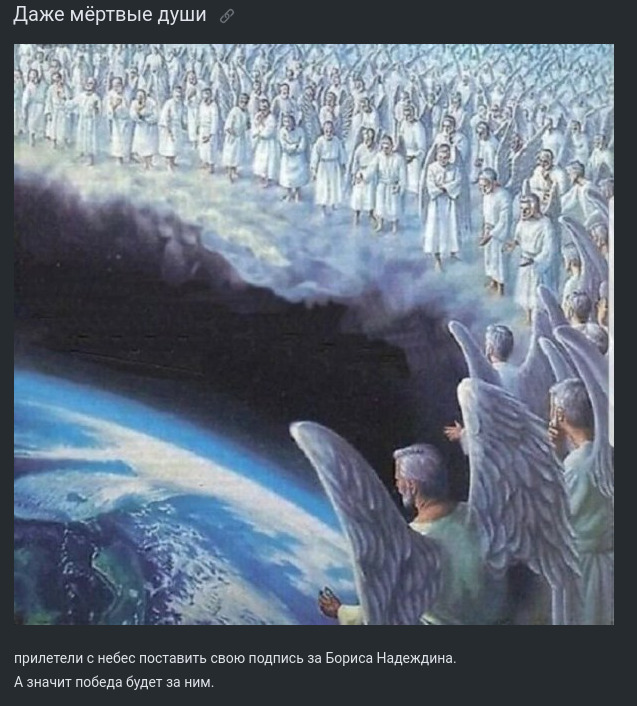 Даже мёртвые души
прилетели с небес поставить свою подпись за Бориса Надеждина.
А значит победа будет за ним.